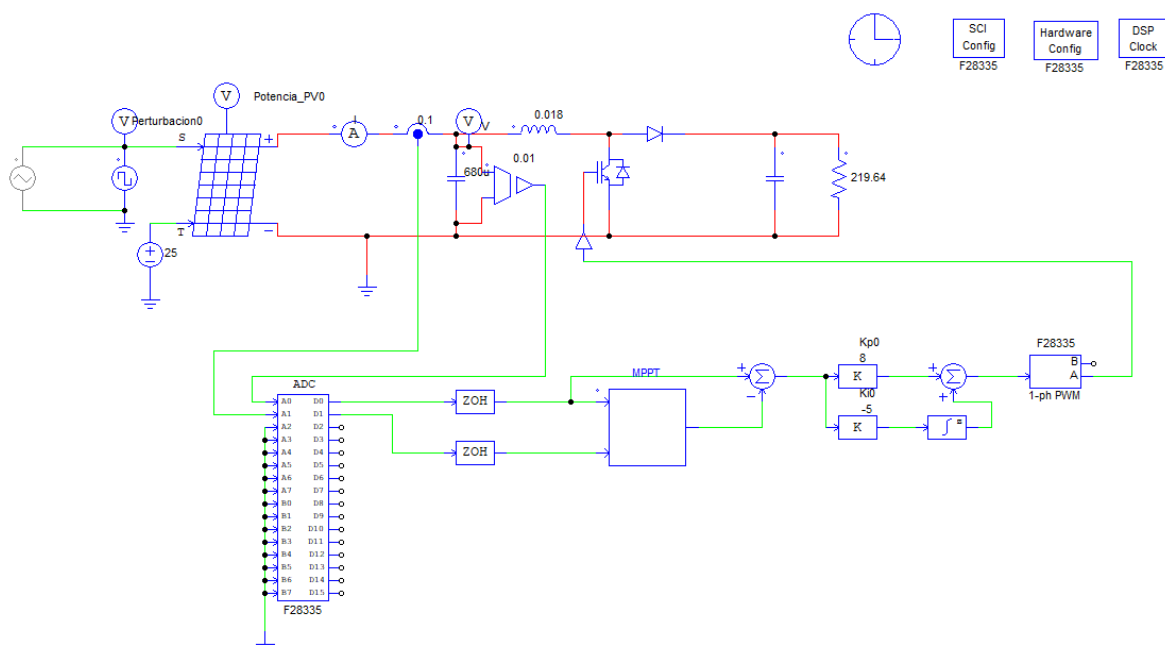 SCI
Config
F28335
Hardware
Config
F28335
DSP
Clock
F28335
V
Potencia_PV0
V
Perturbacion0
S
+
A
0.1
V
V
0.018
0.01
680u
219.64
T
−
+
−
25
MPPT
ADC
A0 D0
A1 D1
A2 D2
A3 D3
A4 D4
A5 D5
A6 D6
A7 D7
B0 D8
B1 D9
B2 D10
B3 D11
B4 D12
B5 D13
B6 D14
B7 D15
F28335
ZOH
ZOH
+
Σ
−
Kp0
8
K
Ki0
-5
K
+
Σ
+
∫
F28335
B
A
1-ph PWM